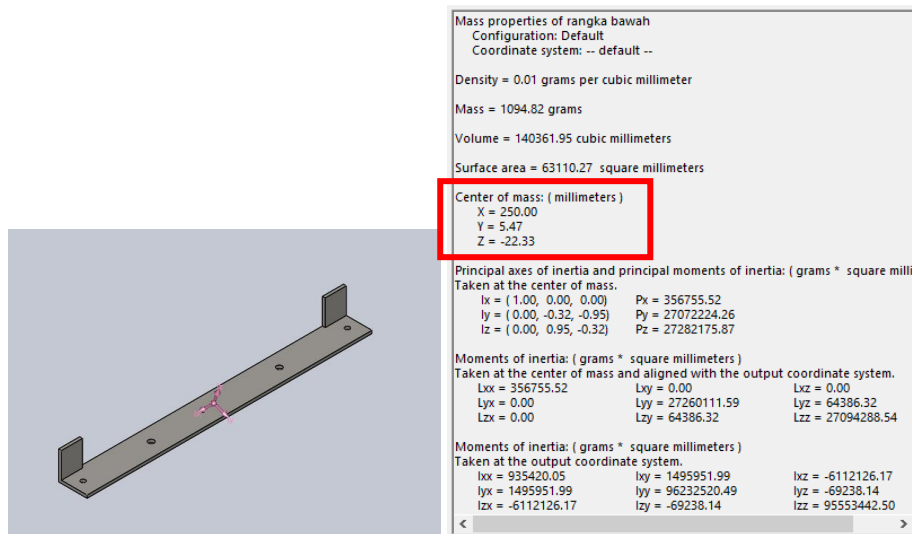 Mass properties of rangka bawah
Configuration: Default
Coordinate system: -- default --
Density = 0.01 grams per cubic millimeter
Mass = 1094.82 grams
Volume = 140361.95 cubic millimeters
Surface area = 63110.27 square millimeters
Center of mass: ( millimeters )
X = 250.00
Y = 5.47
Z = -22.33
Principal axes of inertia and principal moments of inertia: ( grams * square milli
Taken at the center of mass.
Ix = ( 1.00, 0.00, 0.00) Px = 356755.52
Iy = ( 0.00, -0.32, -0.95) Py = 27072224.26
Iz = ( 0.00, 0.95, -0.32) Pz = 27282175.87
Moments of inertia: ( grams * square millimeters )
Taken at the center of mass and aligned with the output coordinate system.
Lxx = 356755.52 Lxy = 0.00 Lxz = 0.00
Lyx = 0.00 Lyy = 27260111.59 Lyz = 64386.32
Lzx = 0.00 Lzy = 64386.32 Lzz = 27094288.54
Moments of inertia: ( grams * square millimeters )
Taken at the output coordinate system.
Ixx = 935420.05 Ixy = 1495951.99 Ixz = -6112126.17
Iyx = 1495951.99 Iyy = 96232520.49 Iyz = -69238.14
Izx = -6112126.17 Izy = -69238.14 Izz = 95553442.50